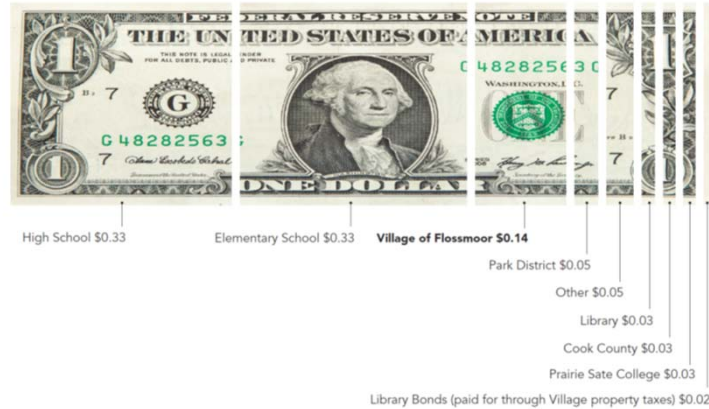 FEDERAL RESERVE NOTE
THE UNITED STATES OF AMERICA
THIS NOTE IS LEGAL TENDER
FOR ALL DEBTS, PUBLIC AND PRIVATE
G 48282563 G
WASHINGTON, D.C.
1
B 7
7
G
G 48282563 G
ONE
7
7
1
ONE DOLLAR
High School $0.33
Elementary School $0.33
Village of Flossmoor $0.14
Park District $0.05
Other $0.05
Library $0.03
Cook County $0.03
Prairie Sate College $0.03
Library Bonds (paid for through Village property taxes) $0.02